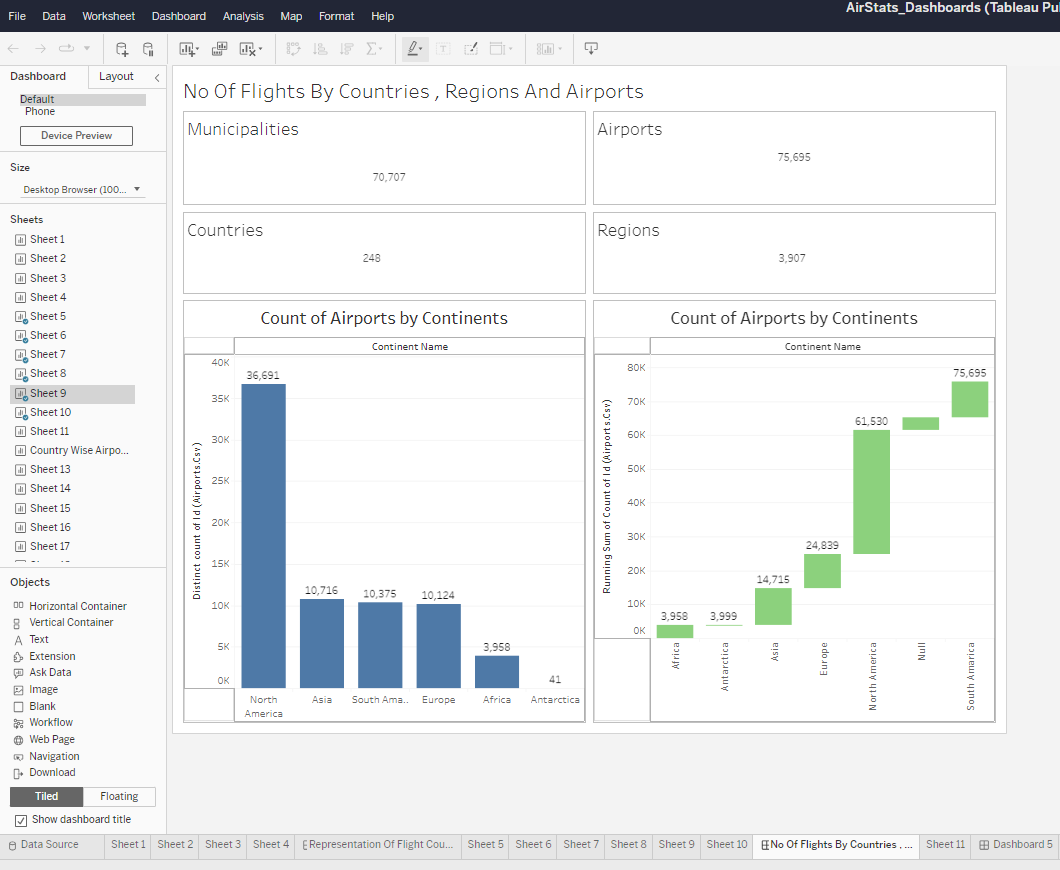 AirStats_Dashboards (Tableau Pu
File Data Worksheet Dashboard Analysis Map Format Help
Dashboard Layout
Default
Phone
Device Preview
Size
Desktop Browser (100...
Sheets
Sheet 1
Sheet 2
Sheet 3
Sheet 4
Sheet 5
Sheet 6
Sheet 7
Sheet 8
Sheet 9
Sheet 10
Sheet 11
Country Wise Airpo...
Sheet 13
Sheet 14
Sheet 15
Sheet 16
Sheet 17
Objects
Horizontal Container
Vertical Container
Text
Extension
Ask Data
Image
Blank
Workflow
Web Page
Navigation
Download
Tiled Floating
Show dashboard title
No Of Flights By Countries , Regions And Airports
Municipalities
70,707
Airports
75,695
Countries
248
Regions
3,907
Count of Airports by Continents
Continent Name
Distinct count of Id (Airports.Csv)
40K
35K
30K
25K
20K
15K
10K
5K
0K
36,691
10,716
10,375
10,124
3,958
41
North America
Asia
South Ama..
Europe
Africa
Antarctica
Count of Airports by Continents
Continent Name
Running Sum of Count of Id (Airports.Csv)
80K
70K
60K
50K
40K
30K
20K
10K
0K
3,958
3,999
14,715
24,839
61,530
75,695
Africa
Antarctica
Asia
Europe
North America
Null
South Amarica
Data Source Sheet 1 Sheet 2 Sheet 3 Sheet 4 Representation Of Flight Cou... Sheet 5 Sheet 6 Sheet 7 Sheet 8 Sheet 9 Sheet 10 No Of Flights By Countries , ... Sheet 11 Dashboard 5